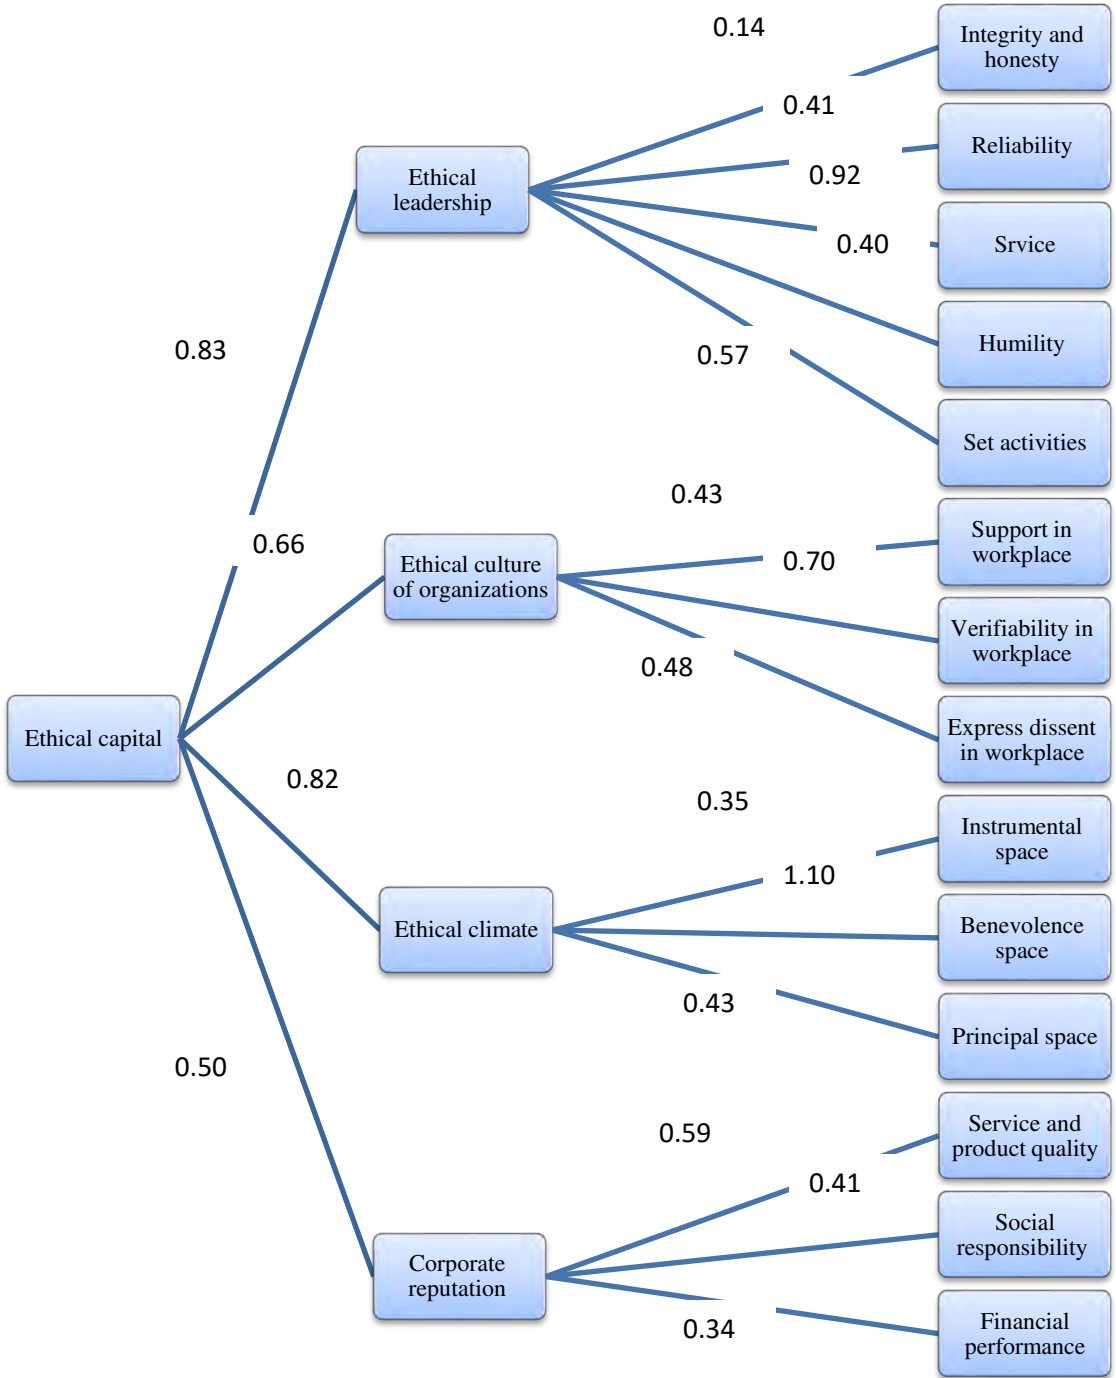 0.14
Integrity and
honesty
0.41
Reliability
Ethical
leadership
0.92
Srvice
0.40
Humility
0.83
0.57
Set activities
0.43
Support in
workplace
0.66
Ethical culture
of organizations
0.70
Verifiability in
workplace
0.48
Express dissent
in workplace
Ethical capital
0.82
0.35
Instrumental
space
1.10
Ethical climate
Benevolence
space
0.43
Principal space
0.50
0.59
Service and
product quality
0.41
Social
responsibility
Corporate
reputation
0.34
Financial
performance